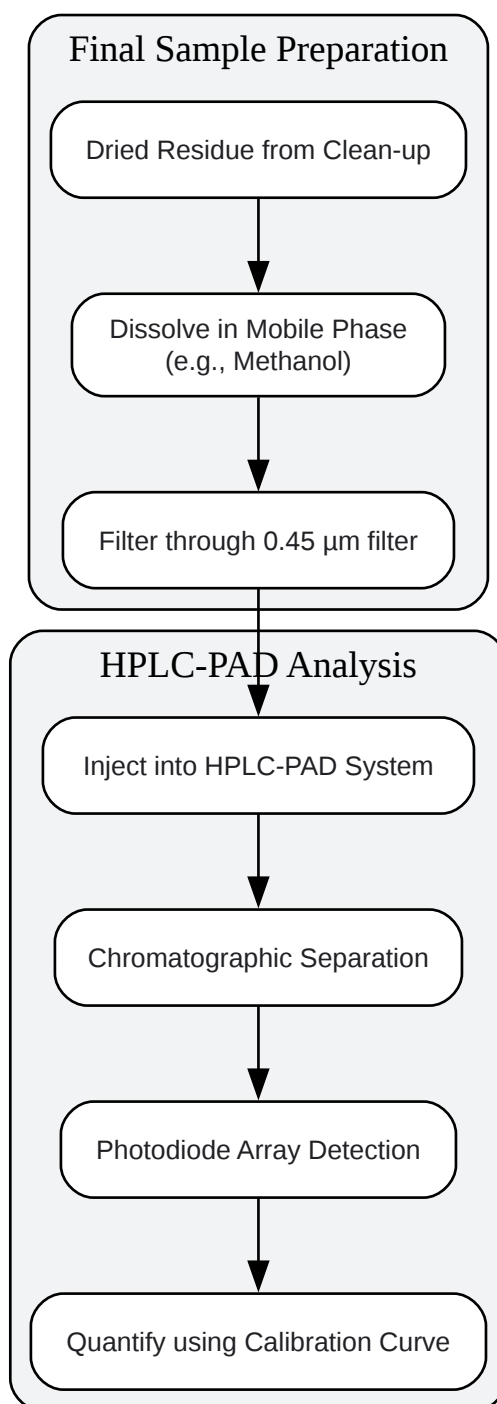 Final Sample Preparation
Dried Residue from Clean-up
Dissolve in Mobile Phase
(e.g., Methanol)
Filter through 0.45 µm filter
HPLC-PAD Analysis
Inject into HPLC-PAD System
Chromatographic Separation
Photodiode Array Detection
Quantify using Calibration Curve